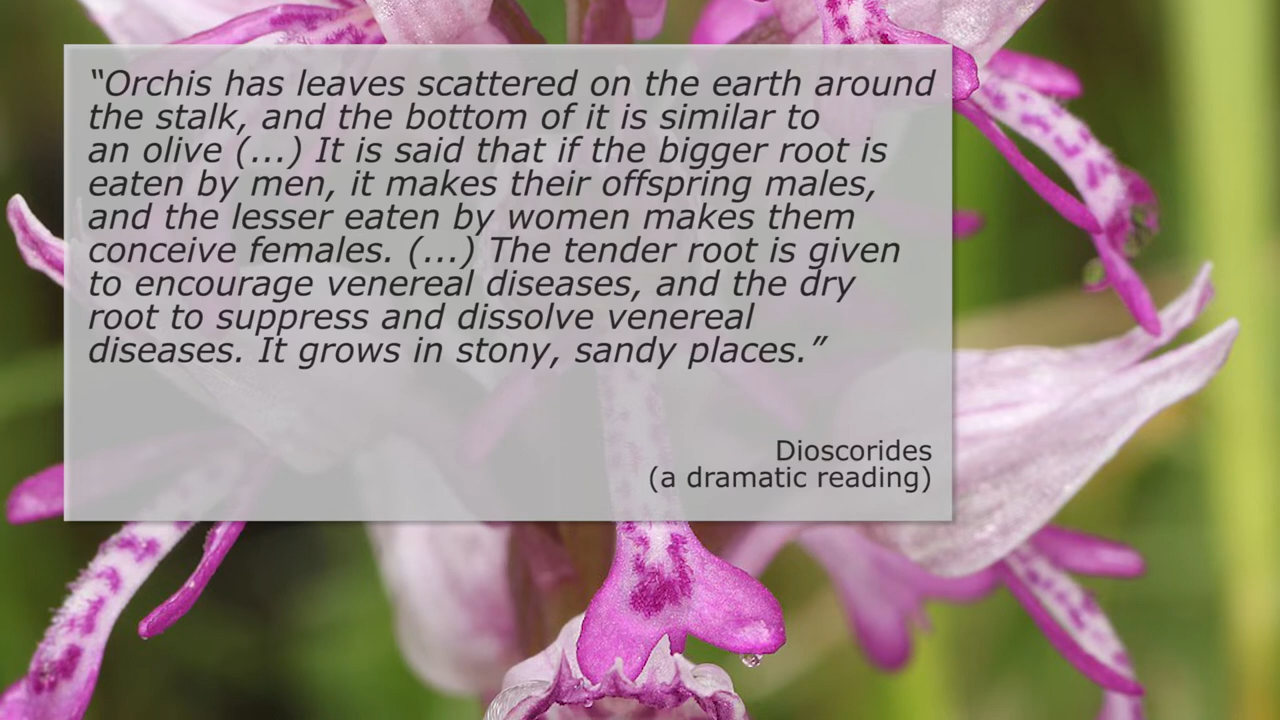 “Orchis has leaves scattered on the earth around
the stalk, and the bottom of it is similar to
an olive (...) It is said that if the bigger root is
eaten by men, it makes their offspring males,
and the lesser eaten by women makes them
conceive females. (...) The tender root is given
to encourage venereal diseases, and the dry
root to suppress and dissolve venereal
diseases. It grows in stony, sandy places.”
Dioscorides
(a dramatic reading)